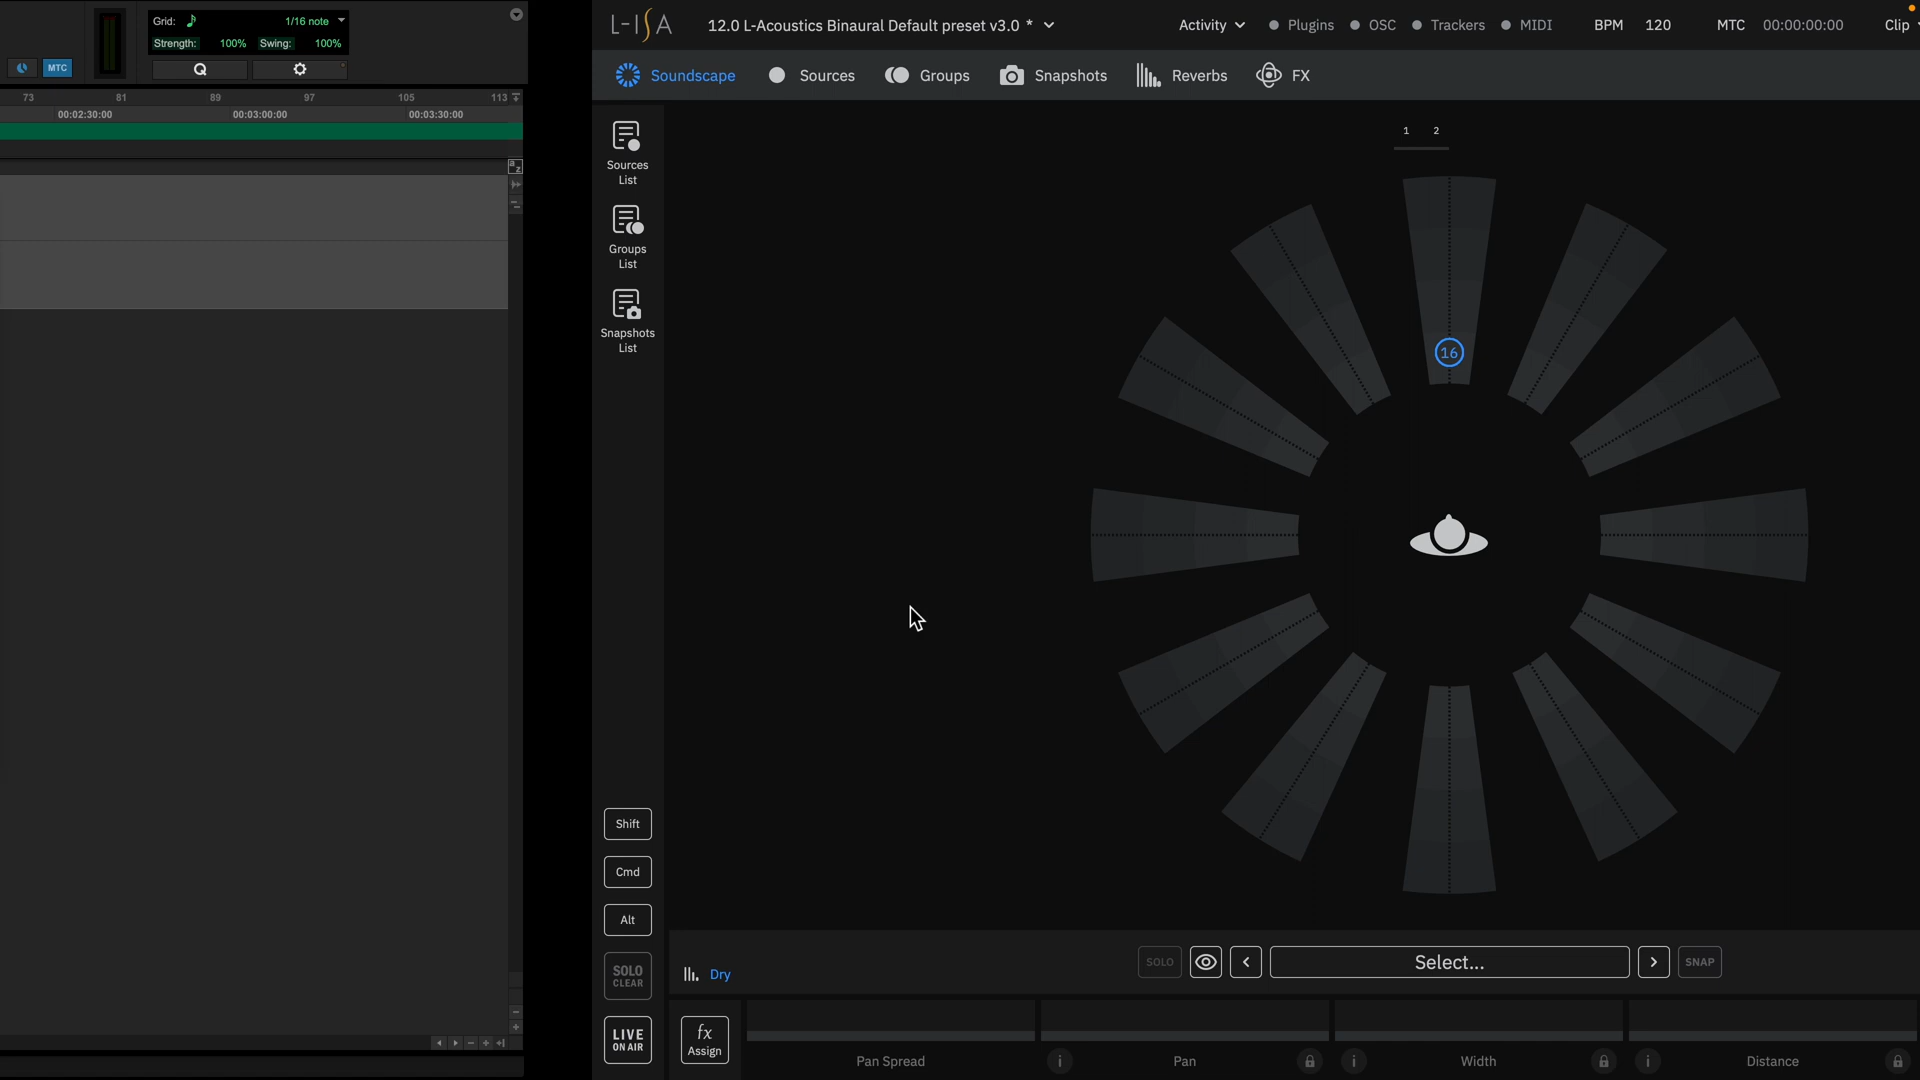 Grid: 1/16 note
Strength: 100% Swing: 100%
MTC
Q
73 81 89 97 105 113
00:02:30:00 00:03:00:00 00:03:30:00
a z
L-ISA
12.0 L-Acoustics Binaural Default preset v3.0 *
Activity Plugins OSC Trackers MIDI BPM 120 MTC 00:00:00:00 Clip
Soundscape Sources Groups Snapshots Reverbs FX
Sources
List
Groups
List
Snapshots
List
1 2
16
Shift
Cmd
Alt
SOLO
CLEAR
LIVE
ON AIR
Dry
SOLO < Select... > SNAP
fx
Assign
Pan Spread i Pan i Width i Distance